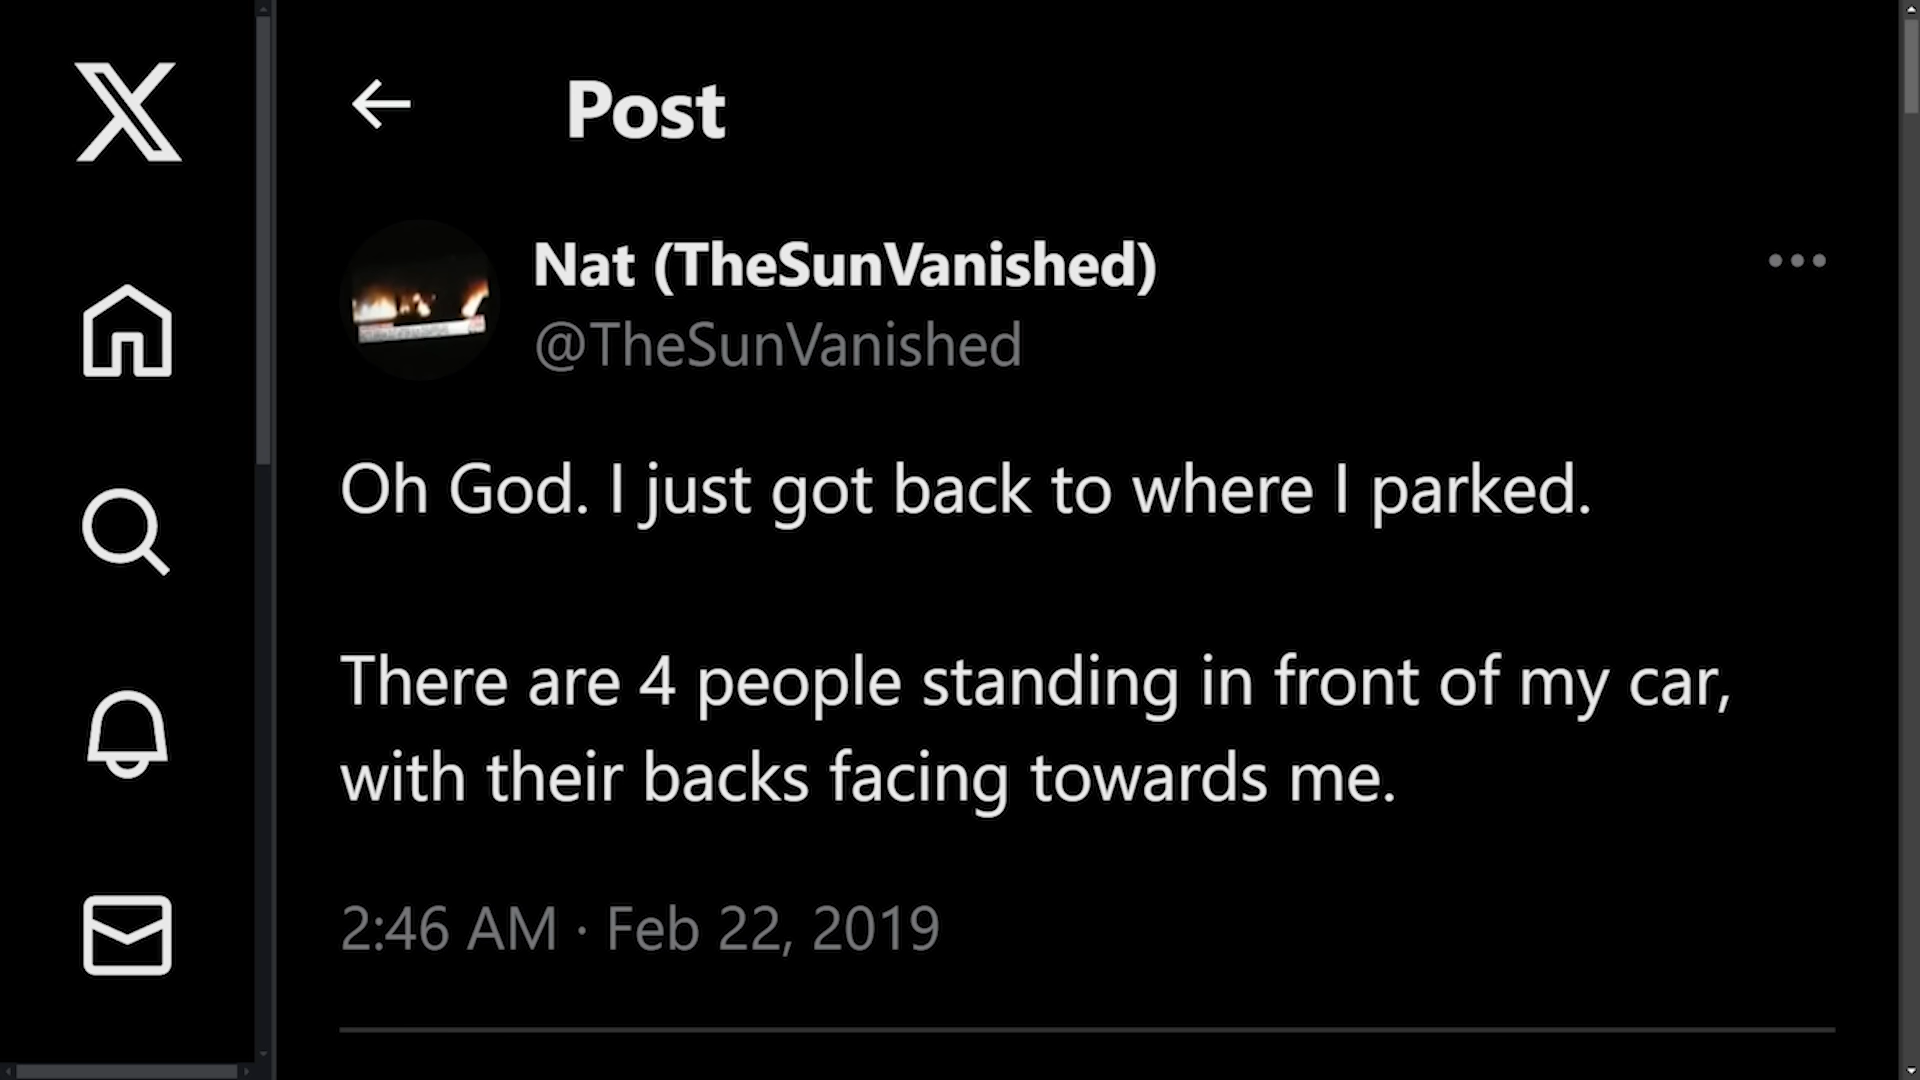 Post
Nat (TheSunVanished)
@TheSunVanished
Oh God. I just got back to where I parked.
There are 4 people standing in front of my car,
with their backs facing towards me.
2:46 AM · Feb 22, 2019